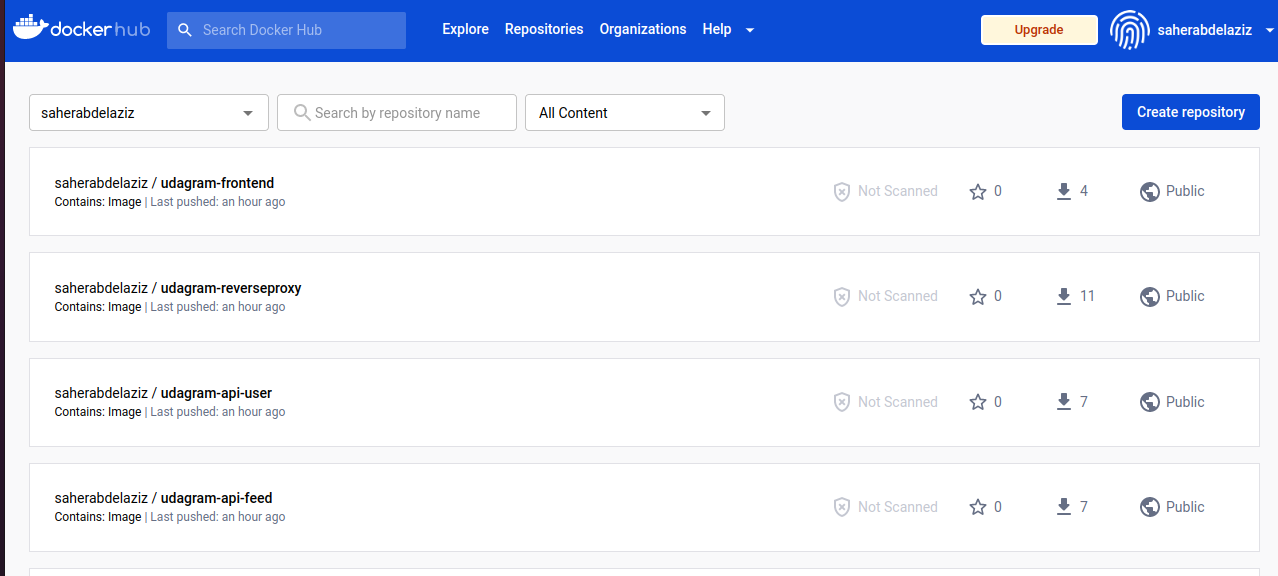 docker hub
Search Docker Hub
Explore Repositories Organizations Help
Upgrade
saherabdelaziz
saherabdelaziz
Search by repository name
All Content
Create repository
saherabdelaziz / udagram-frontend
Contains: Image | Last pushed: an hour ago
Not Scanned 0 4 Public
saherabdelaziz / udagram-reverseproxy
Contains: Image | Last pushed: an hour ago
Not Scanned 0 11 Public
saherabdelaziz / udagram-api-user
Contains: Image | Last pushed: an hour ago
Not Scanned 0 7 Public
saherabdelaziz / udagram-api-feed
Contains: Image | Last pushed: an hour ago
Not Scanned 0 7 Public